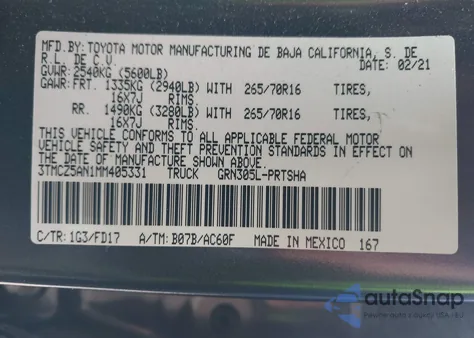 MFD.BY: TOYOTA MOTOR MANUFACTURING DE BAJA CALIFORNIA, S. DE
R.L. DE C.V. DATE: 02/21
GVWR: 2540KG (5600LB)
GAWR: FRT. 1335KG (2940LB) WITH 265/70R16 TIRES,
16X7J RIMS.
RR. 1490KG (3280LB) WITH 265/70R16 TIRES,
16X7J RIMS.
THIS VEHICLE CONFORMS TO ALL APPLICABLE FEDERAL MOTOR
VEHICLE SAFETY AND THEFT PREVENTION STANDARDS IN EFFECT ON
THE DATE OF MANUFACTURE SHOWN ABOVE.
3TMCZ5AN1MM405331 TRUCK GRN305L-PRTSHA
C/TR: 1G3/FD17 A/TM: B07B/AC60F MADE IN MEXICO 167
autaSnap